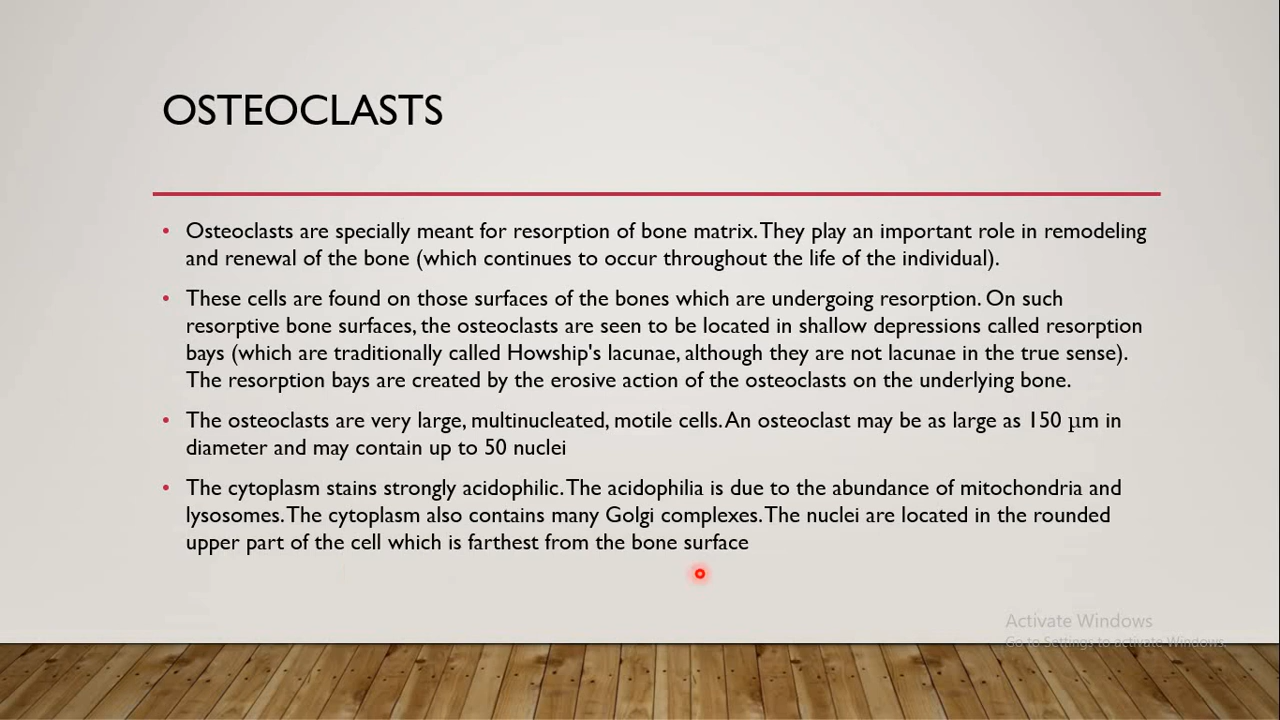 OSTEOCLASTS
• Osteoclasts are specially meant for resorption of bone matrix. They play an important role in remodeling
and renewal of the bone (which continues to occur throughout the life of the individual).
• These cells are found on those surfaces of the bones which are undergoing resorption. On such
resorptive bone surfaces, the osteoclasts are seen to be located in shallow depressions called resorption
bays (which are traditionally called Howship's lacunae, although they are not lacunae in the true sense).
The resorption bays are created by the erosive action of the osteoclasts on the underlying bone.
• The osteoclasts are very large, multinucleated, motile cells. An osteoclast may be as large as 150 µm in
diameter and may contain up to 50 nuclei
• The cytoplasm stains strongly acidophilic. The acidophilia is due to the abundance of mitochondria and
lysosomes. The cytoplasm also contains many Golgi complexes. The nuclei are located in the rounded
upper part of the cell which is farthest from the bone surface
Activate Windows
Go to Settings to activate Windows.